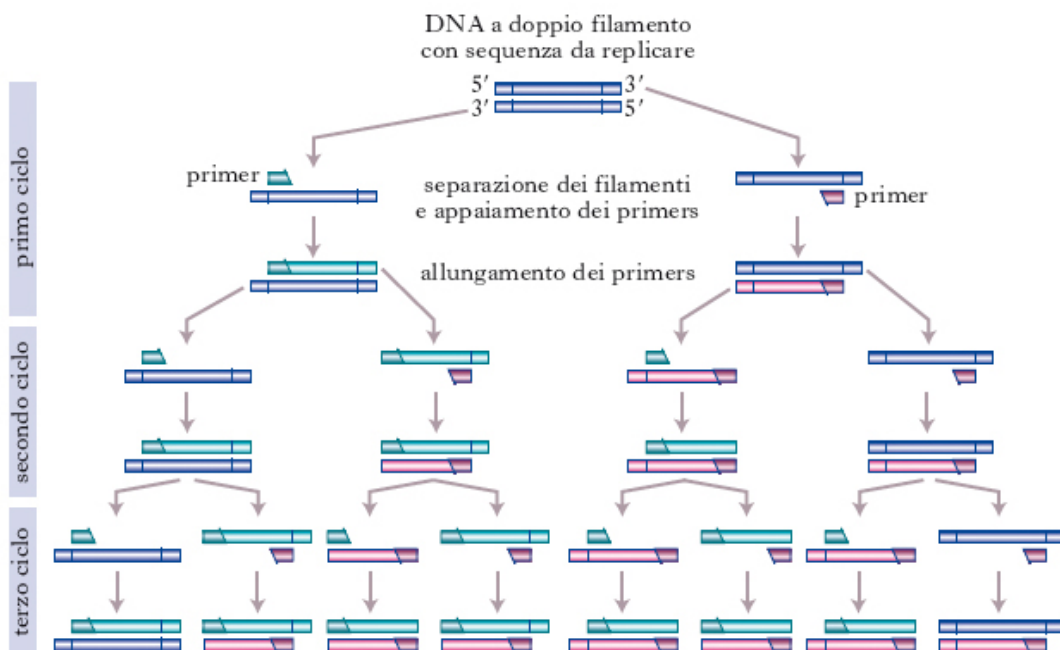 DNA a doppio filamento
con sequenza da replicare
5′ 3′
3′ 5′
primo ciclo
primer
separazione dei filamenti
e appaiamento dei primers
primer
allungamento dei primers
secondo ciclo
terzo ciclo